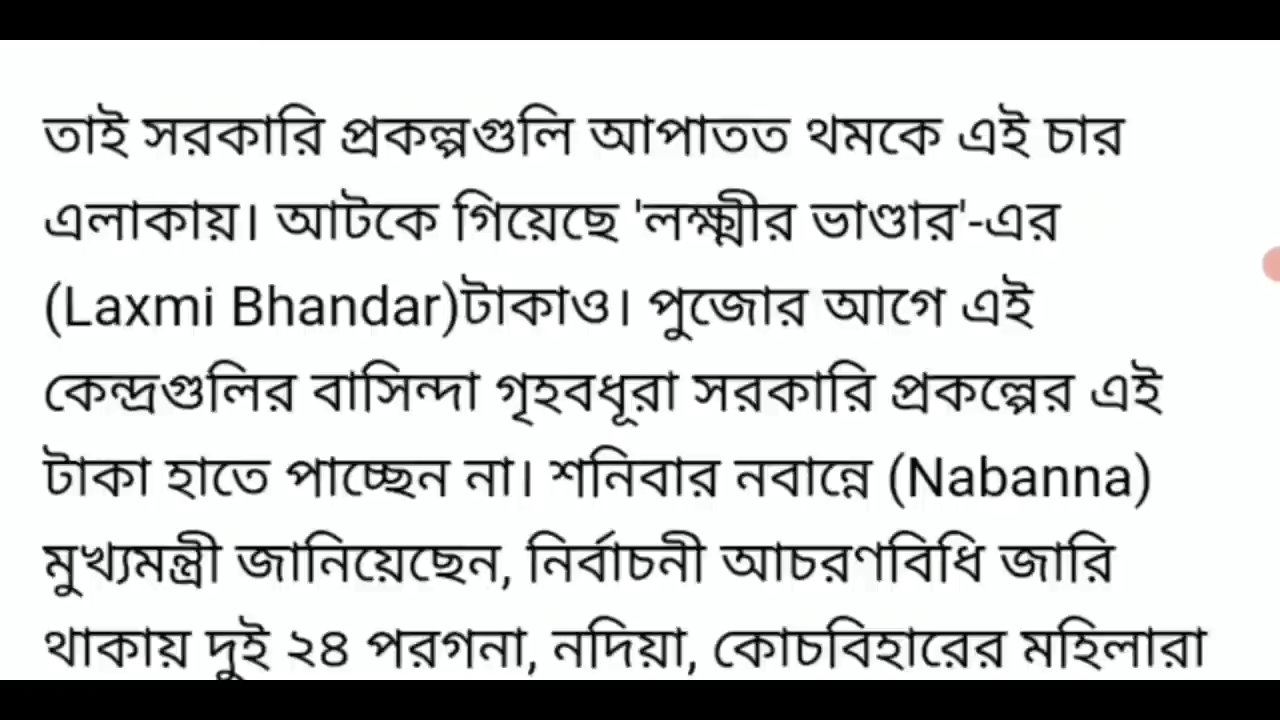 তাই সরকারি প্রকল্পগুলি আপাতত থমকে এই চার
এলাকায়। আটকে গিয়েছে 'লক্ষ্মীর ভাণ্ডার'-এর
(Laxmi Bhandar)টাকাও। পুজোর আগে এই
কেন্দ্রগুলির বাসিন্দা গৃহবধূরা সরকারি প্রকল্পের এই
টাকা হাতে পাচ্ছেন না। শনিবার নবান্নে (Nabanna)
মুখ্যমন্ত্রী জানিয়েছেন, নির্বাচনী আচরণবিধি জারি
থাকায় দুই ২৪ পরগনা, নদিয়া, কোচবিহারের মহিলারা